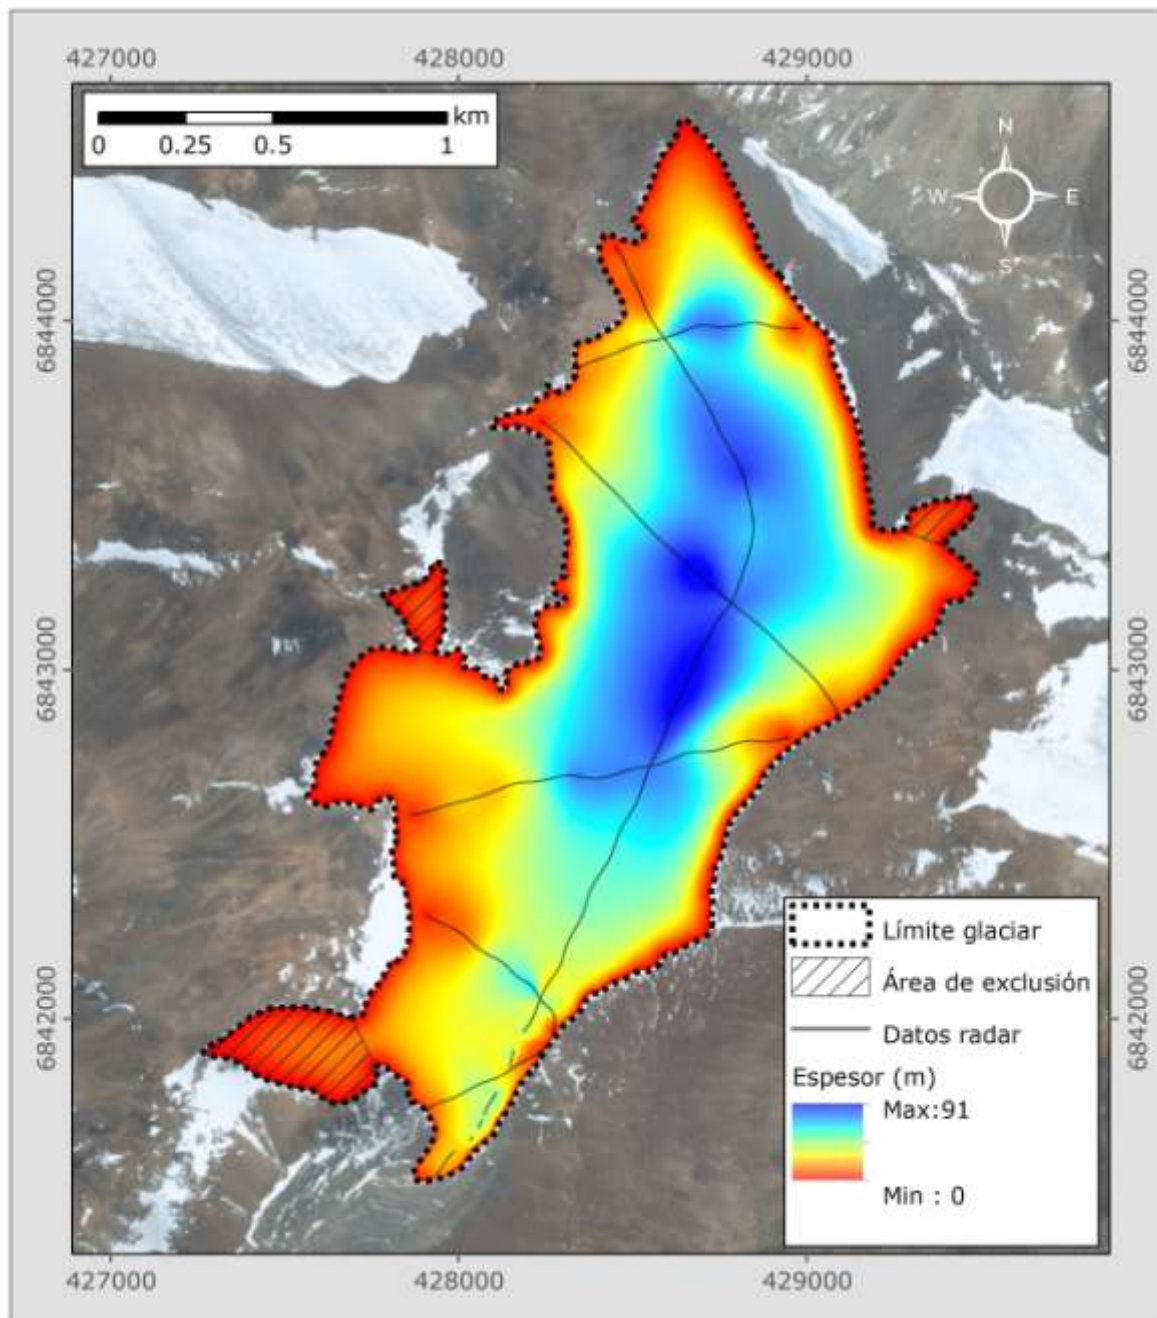 427000 428000 429000
km
0 0.25 0.5 1
N
W E
S
6844000 6844000
6843000 6843000
6842000 6842000
Límite glaciar
Área de exclusión
Datos radar
Espesor (m)
Max:91
Min : 0
427000 428000 429000